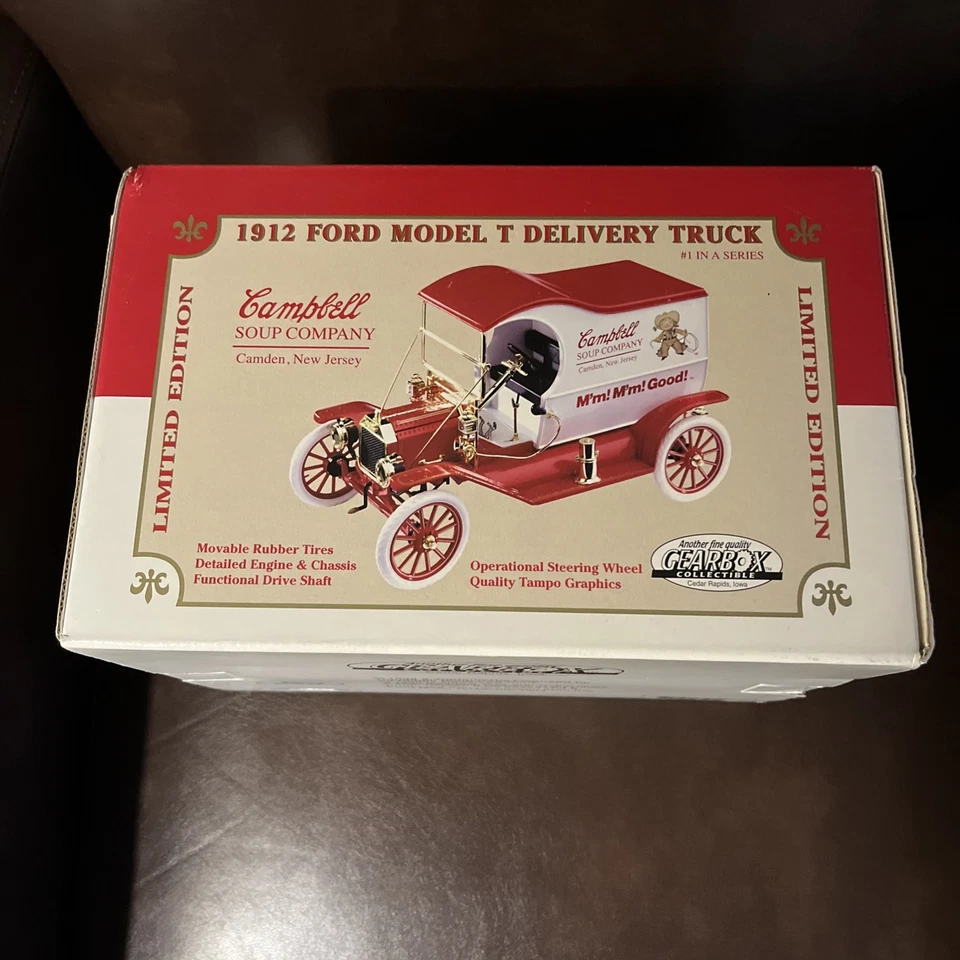 1912 FORD MODEL T DELIVERY TRUCK
#1 IN A SERIES
LIMITED EDITION
Campbell
SOUP COMPANY
Camden, New Jersey
Campbell
SOUP COMPANY
Camden, New Jersey
M'm! M'm! Good!™
LIMITED EDITION
Movable Rubber Tires
Detailed Engine & Chassis
Functional Drive Shaft
Operational Steering Wheel
Quality Tampo Graphics
Another fine quality
GEARBOX™
COLLECTIBLE
Cedar Rapids, Iowa